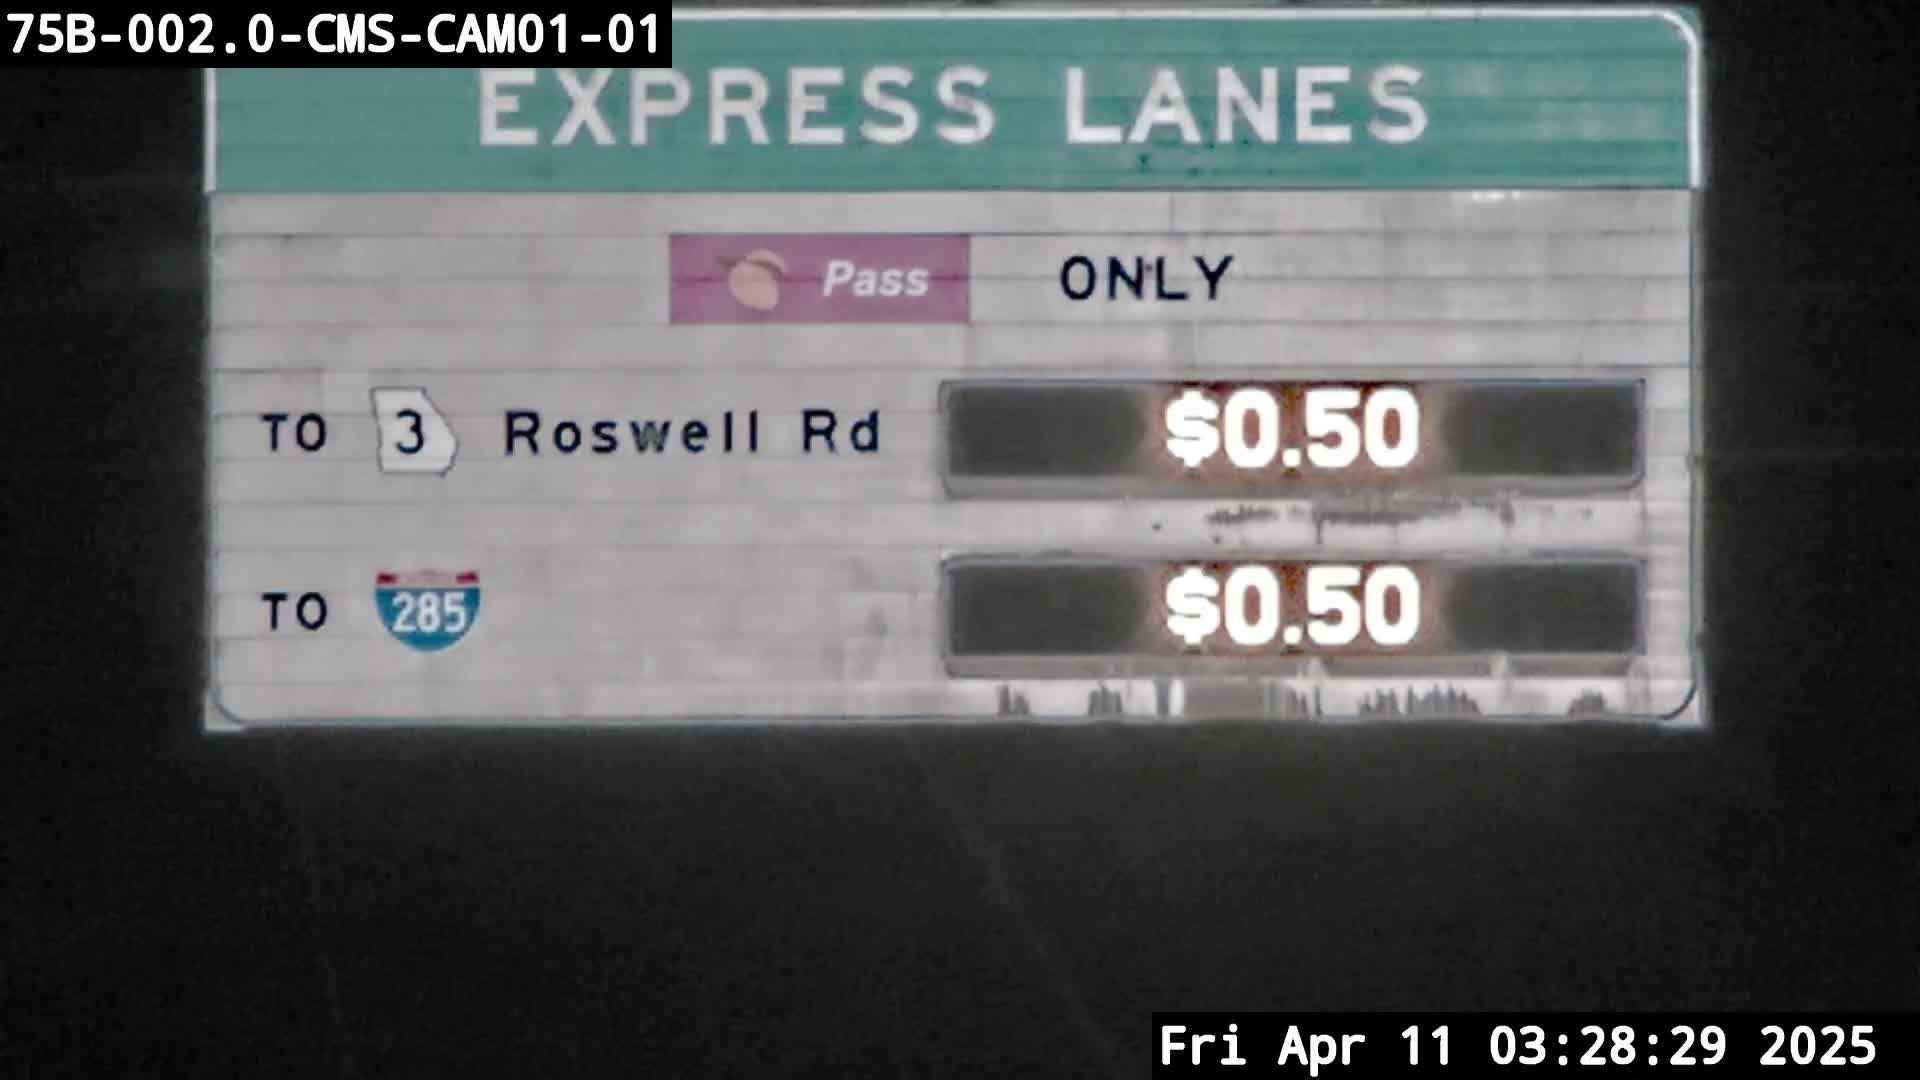 75B-002.0-CMS-CAM01-01
EXPRESS LANES
Pass ONLY
TO 3 Roswell Rd $0.50
TO 285 $0.50
Fri Apr 11 03:28:29 2025